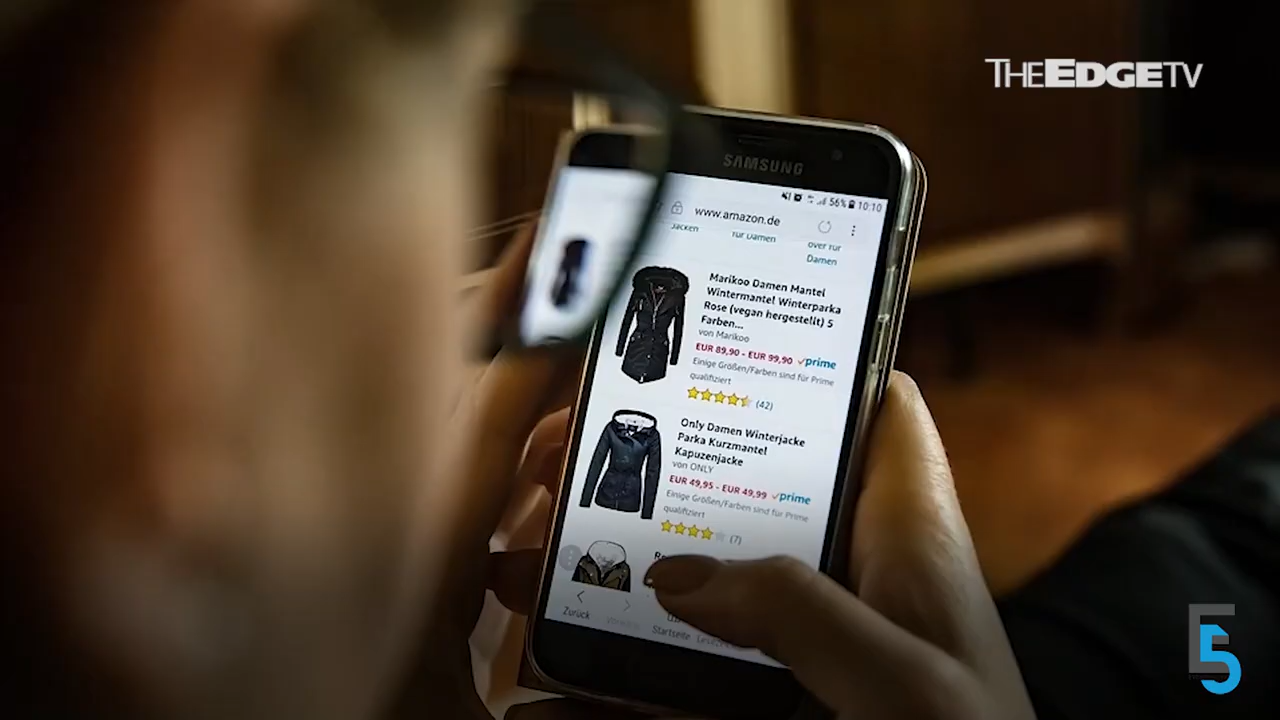 THEEDGETV
SAMSUNG
56% 10:10
www.amazon.de
Jacken
für Damen
over für
Damen
Marikoo Damen Mantel
Wintermantel Winterparka
Rose (vegan hergestellt) 5
Farben...
von Marikoo
EUR 89,90 - EUR 99,90 prime
Einige Größen/Farben sind für Prime
qualifiziert
(42)
Only Damen Winterjacke
Parka Kurzmantel
Kapuzenjacke
von ONLY
EUR 49,95 - EUR 49,99 prime
Einige Größen/Farben sind für Prime
qualifiziert
(7)
Zurück
Startseite
E5